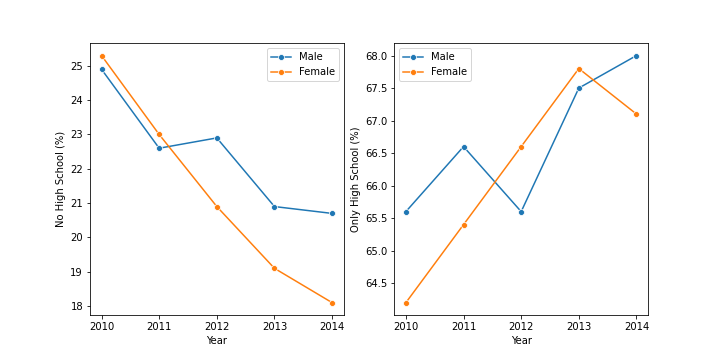 No High School (%)
25
24
23
22
21
20
19
18
2010 2011 2012 2013 2014
Year
Male
Female
Only High School (%)
68.0
67.5
67.0
66.5
66.0
65.5
65.0
64.5
2010 2011 2012 2013 2014
Year
Male
Female